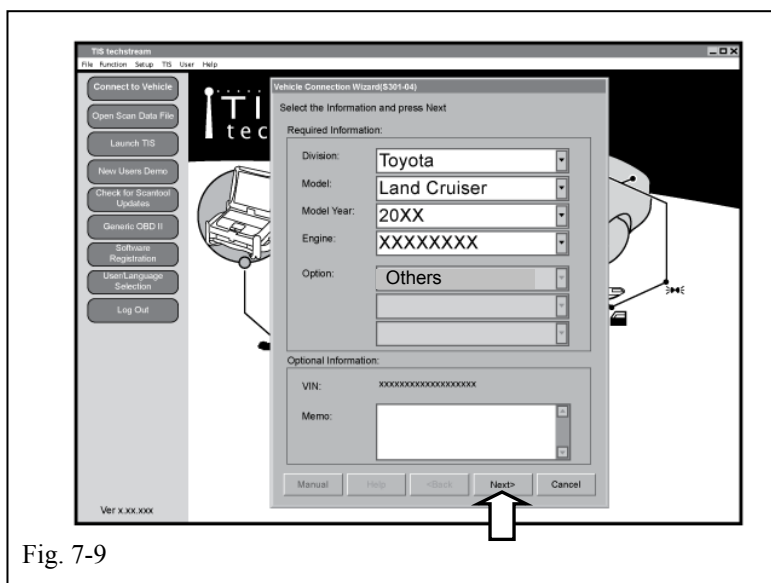 TIS techstream
File Function Setup TIS User Help
Connect to Vehicle
Open Scan Data File
Launch TIS
New Users Demo
Check for Scantool
Updates
Generic OBD II
Software
Registration
User/Language
Selection
Log Out
Ver x.xx.xxx
TI
tec
Vehicle Connection Wizard(S301-04)
Select the Information and press Next
Required Information:
Division: Toyota
Model: Land Cruiser
Model Year: 20XX
Engine: XXXXXXXX
Option: Others
Optional Information:
VIN: xxxxxxxxxxxxxxxxxxx
Memo:
Manual Help <Back Next> Cancel
Fig. 7-9